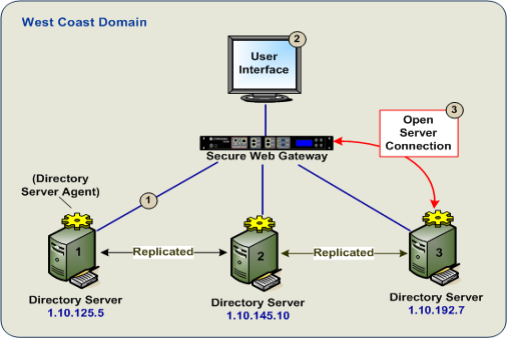 West Coast Domain
2
User
Interface
3
Open
Server
Connection
Secure Web Gateway
(Directory
Server Agent)
1
1
Replicated
2
Replicated
3
Directory Server
1.10.125.5
Directory Server
1.10.145.10
Directory Server
1.10.192.7